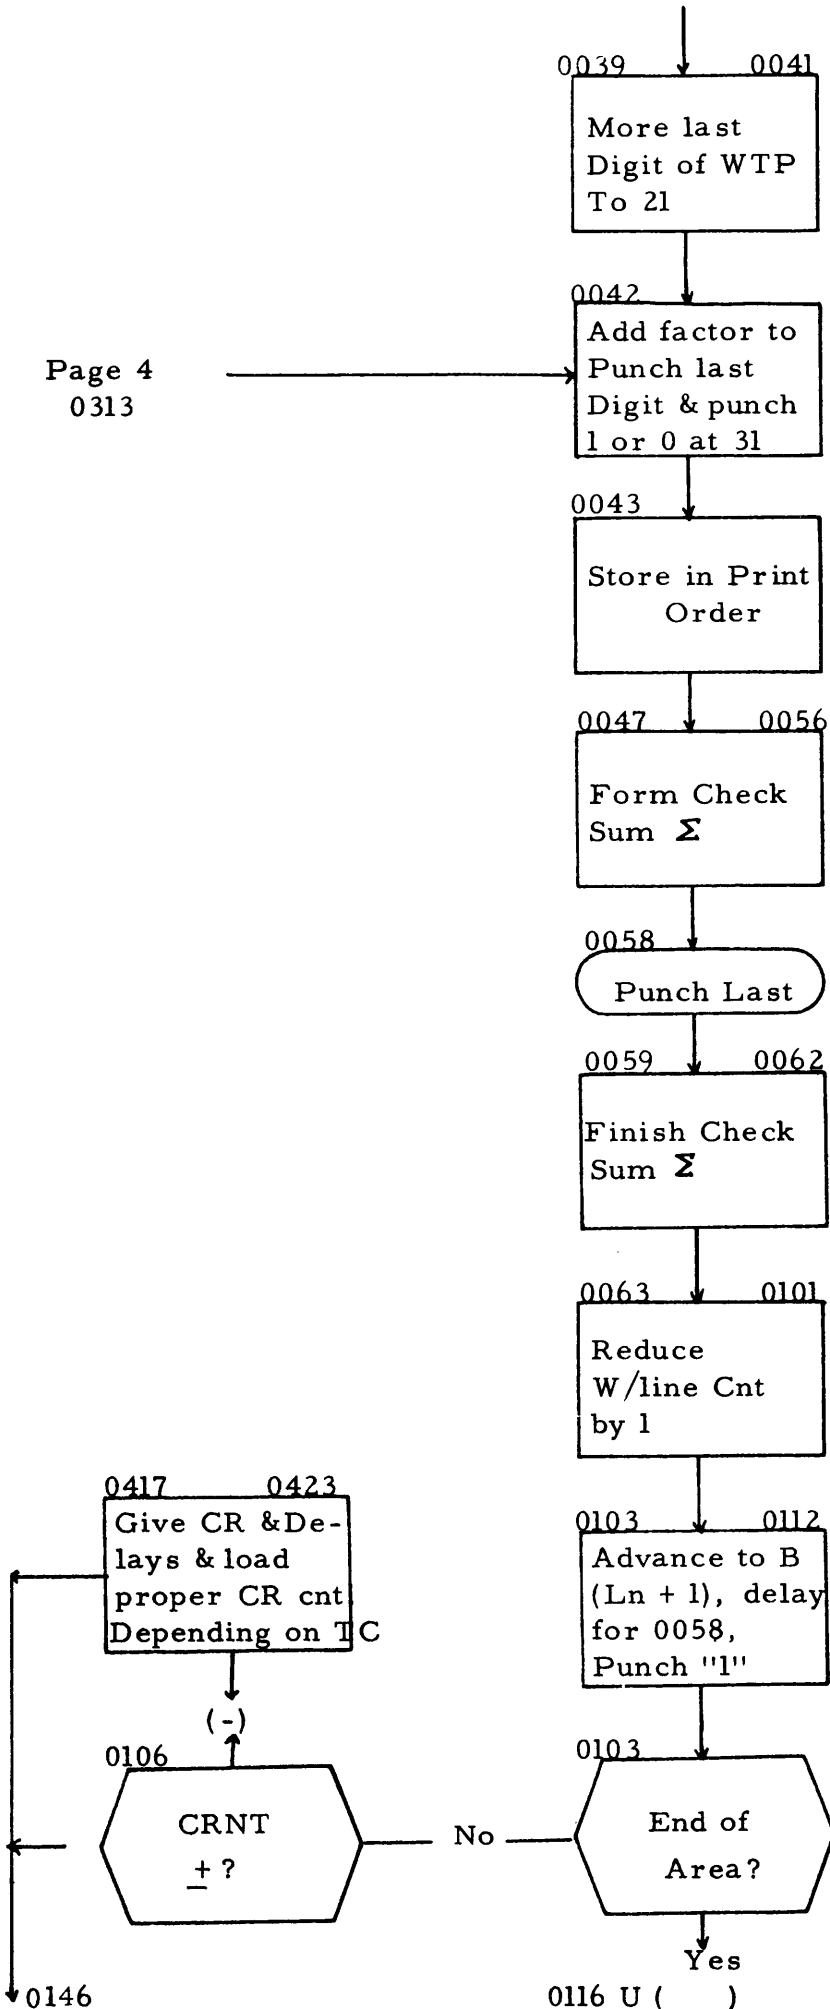 0039 0041
More last
Digit of WTP
To 21
0042
Add factor to
Punch last
Digit & punch
1 or 0 at 31
Page 4
0313
0043
Store in Print
Order
0047 0056
Form Check
Sum Σ
0058
Punch Last
0059 0062
Finish Check
Sum Σ
0063 0101
Reduce
W/line Cnt
by 1
0417 0423
Give CR &De-
lays & load
proper CR cnt
Depending on TC
0103 0112
Advance to B
(Ln + 1), delay
for 0058,
Punch "1"
(-)
0106
CRNT
± ?
No
0103
End of
Area?
Yes
0146
0116 U ( )